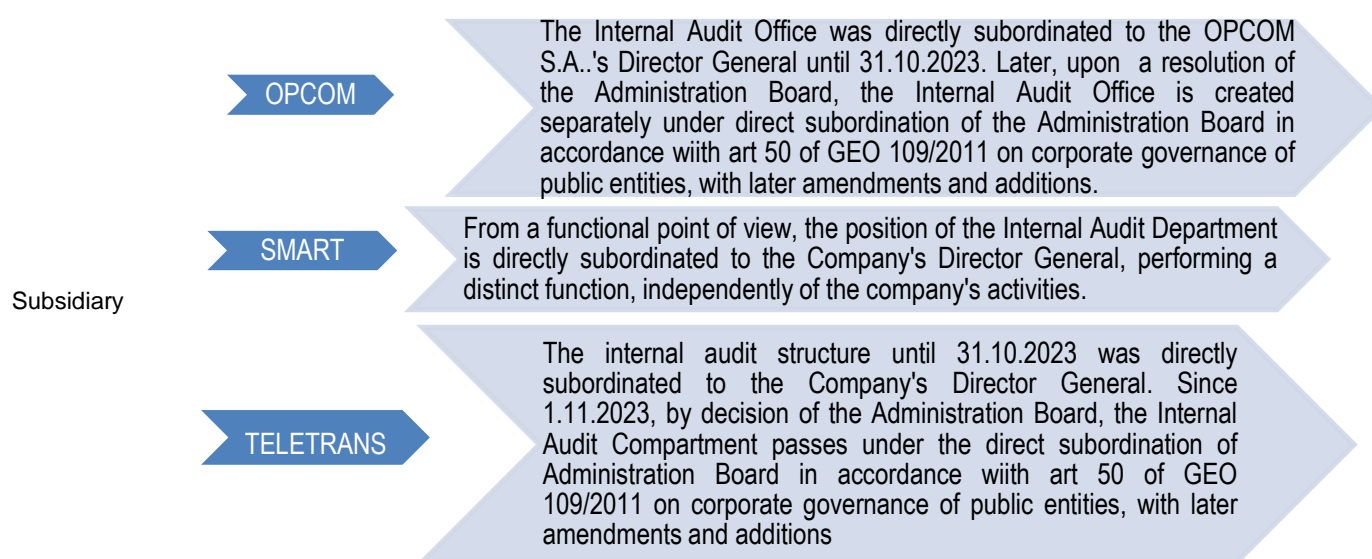 OPCOM
The Internal Audit Office was directly subordinated to the OPCOM
S.A..'s Director General until 31.10.2023. Later, upon a resolution of
the Administration Board, the Internal Audit Office is created
separately under direct subordination of the Administration Board in
accordance wiith art 50 of GEO 109/2011 on corporate governance of
public entities, with later amendments and additions.
Subsidiary
SMART
From a functional point of view, the position of the Internal Audit Department
is directly subordinated to the Company's Director General, performing a
distinct function, independently of the company's activities.
TELETRANS
The internal audit structure until 31.10.2023 was directly
subordinated to the Company's Director General. Since
1.11.2023, by decision of the Administration Board, the Internal
Audit Compartment passes under the direct subordination of
Administration Board in accordance wiith art 50 of GEO
109/2011 on corporate governance of public entities, with later
amendments and additions